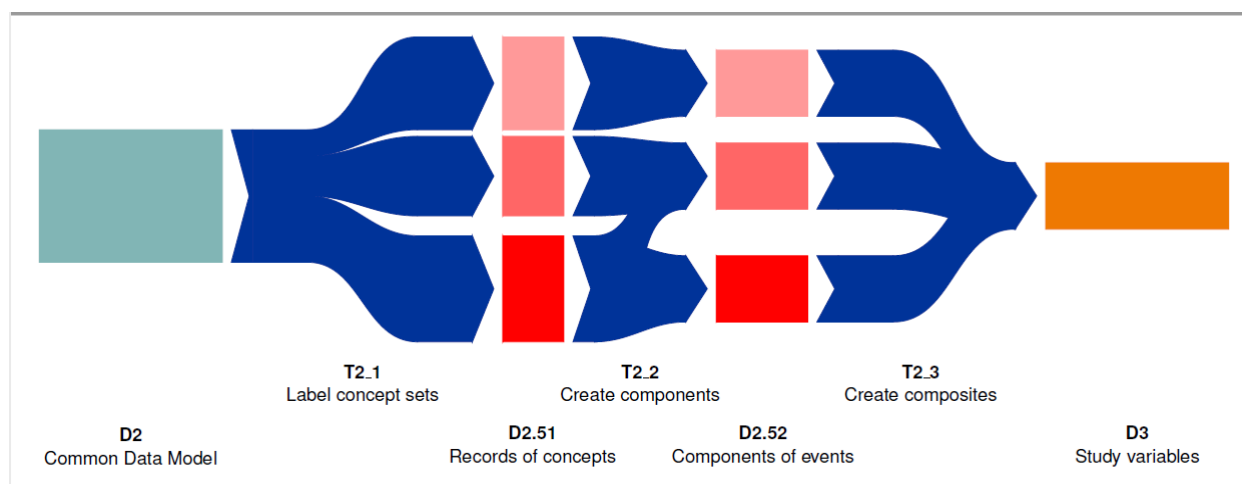 T2_1
Label concept sets
T2_2
Create components
T2_3
Create composites
D2
Common Data Model
D2.51
Records of concepts
D2.52
Components of events
D3
Study variables